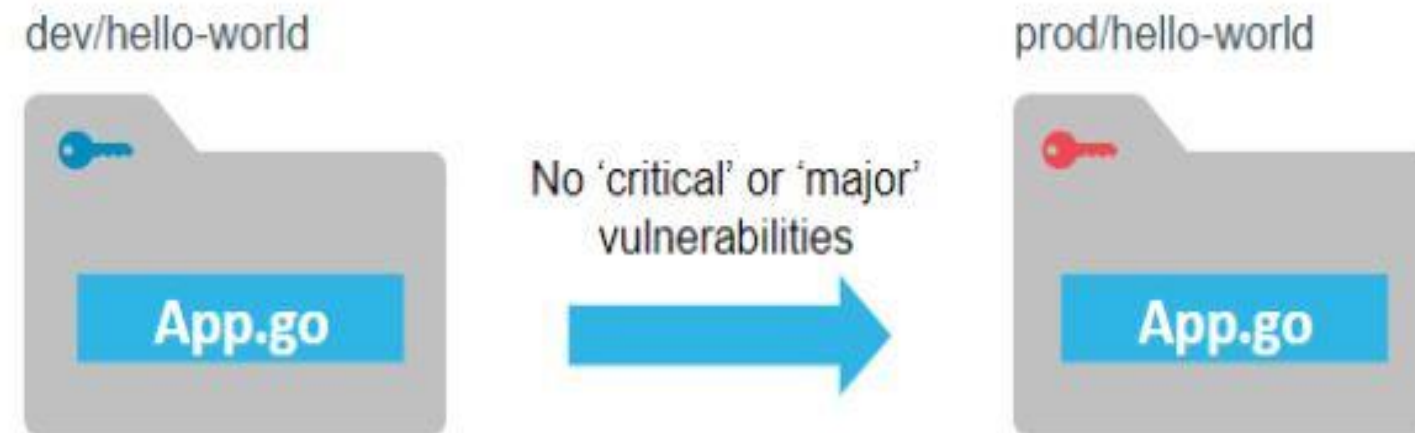 dev/hello-world
prod/hello-world
No ‘critical’ or ‘major’
vulnerabilities
App.go
App.go